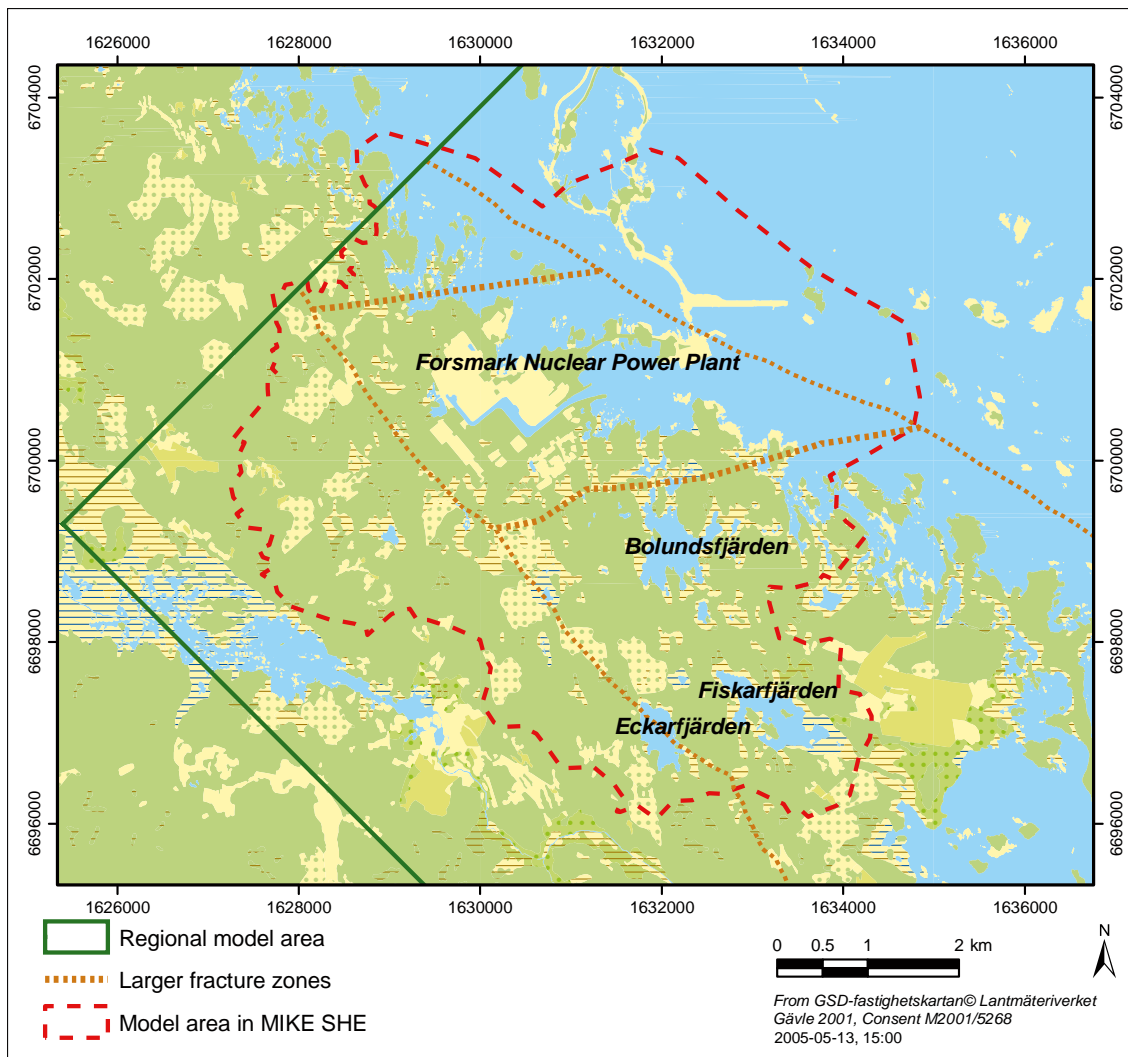 1626000 1628000 1630000 1632000 1634000 1636000
6704000 6704000
6702000 6702000
Forsmark Nuclear Power Plant
6700000 6700000
Bolundsfjärden
6698000 6698000
Fiskarfjärden
Eckarfjärden
6696000 6696000
1626000 1628000 1630000 1632000 1634000 1636000
Regional model area
Larger fracture zones
Model area in MIKE SHE
0 0.5 1 2 km
N
From GSD-fastighetskartan© Lantmäteriverket
Gävle 2001, Consent M2001/5268
2005-05-13, 15:00